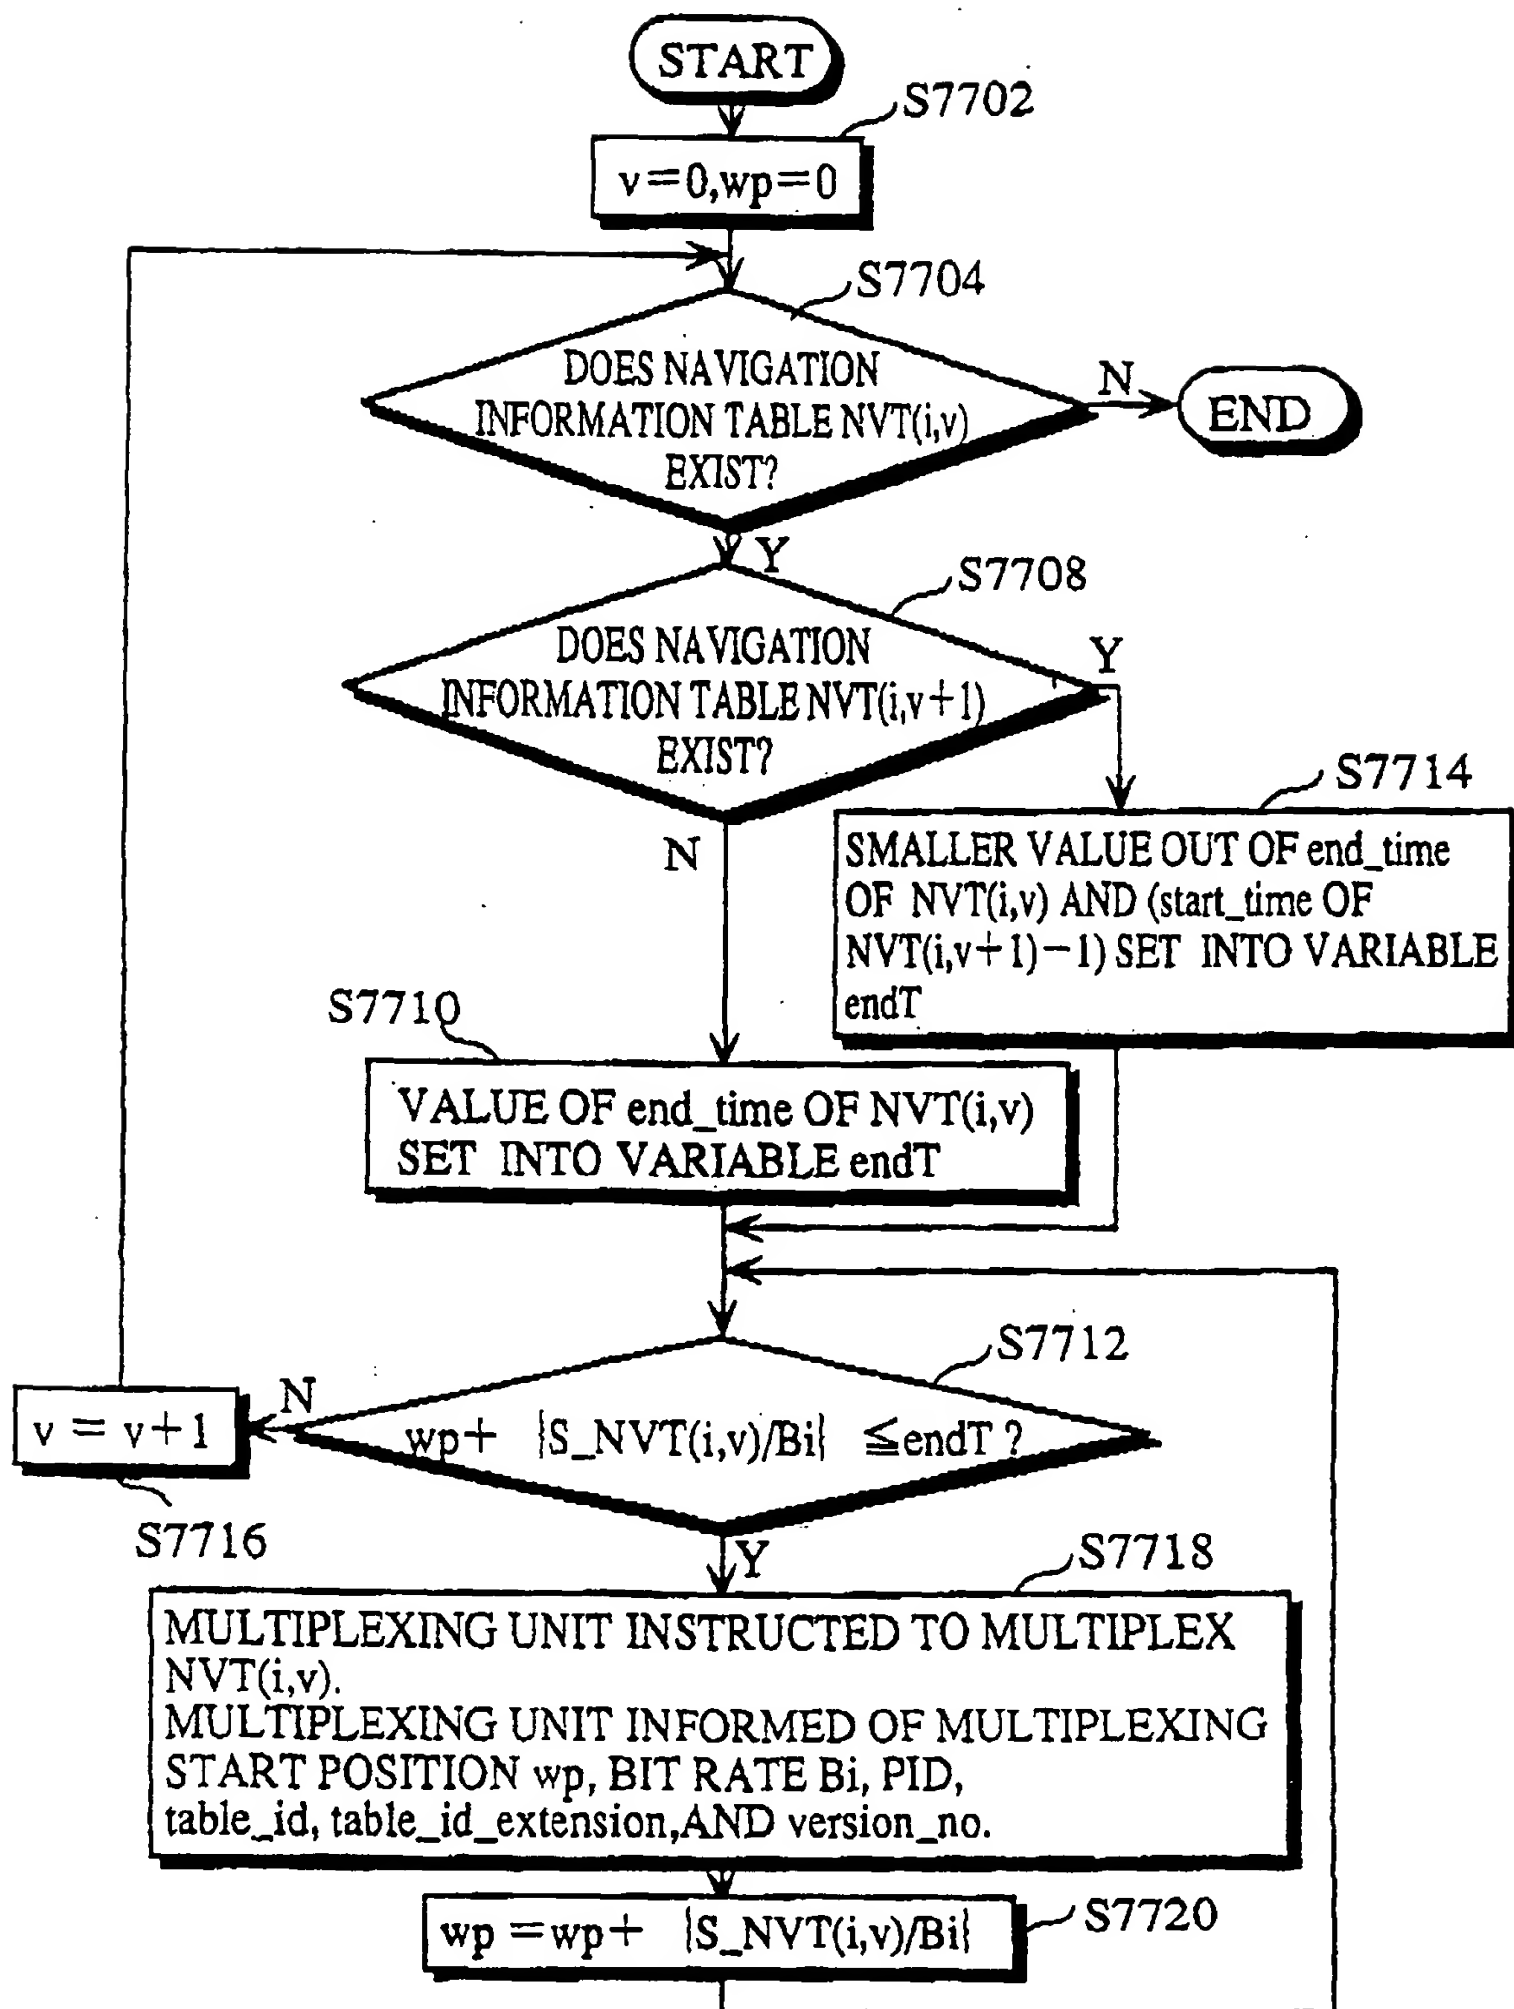 START
S7702
v=0,wp=0
S7704
DOES NAVIGATION
INFORMATION TABLE NVT(i,v)
EXIST?
N
END
Y
S7708
DOES NAVIGATION
INFORMATION TABLE NVT(i,v+1)
EXIST?
Y
N
S7714
SMALLER VALUE OUT OF end_time
OF NVT(i,v) AND (start_time OF
NVT(i,v+1)-1) SET INTO VARIABLE
endT
S7710
VALUE OF end_time OF NVT(i,v)
SET INTO VARIABLE endT
S7712
wp+ {S_NVT(i,v)/Bi} ≦endT ?
N
v = v+1
S7716
Y
S7718
MULTIPLEXING UNIT INSTRUCTED TO MULTIPLEX
NVT(i,v).
MULTIPLEXING UNIT INFORMED OF MULTIPLEXING
START POSITION wp, BIT RATE Bi, PID,
table_id, table_id_extension,AND version_no.
S7720
wp =wp+ {S_NVT(i,v)/Bi}